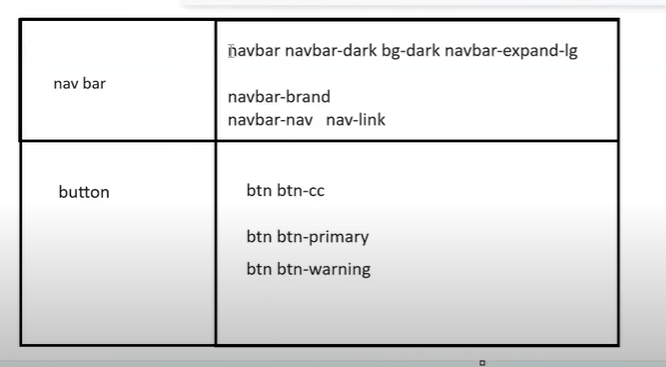 nav bar
navbar navbar-dark bg-dark navbar-expand-lg
navbar-brand
navbar-nav nav-link
button
btn btn-cc
btn btn-primary
btn btn-warning